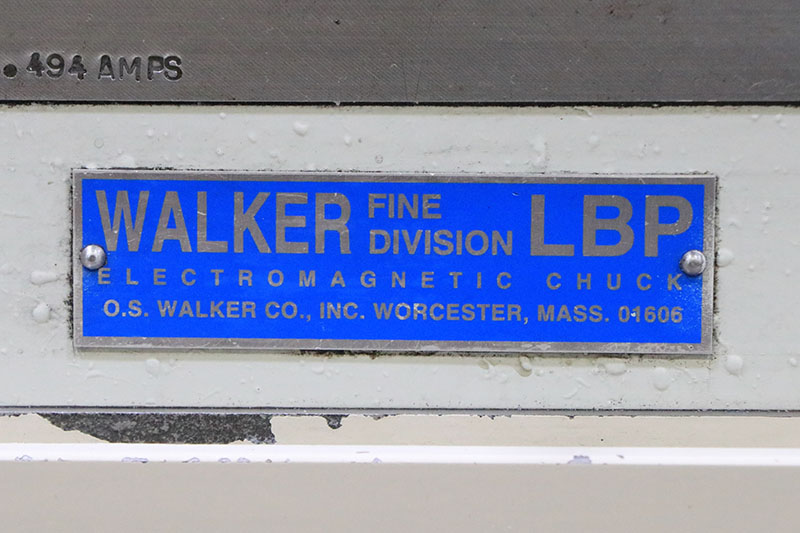 .494 AMPS
WALKER FINE DIVISION LBP
ELECTROMAGNETIC CHUCK
O.S. WALKER CO., INC. WORCESTER, MASS. 01606